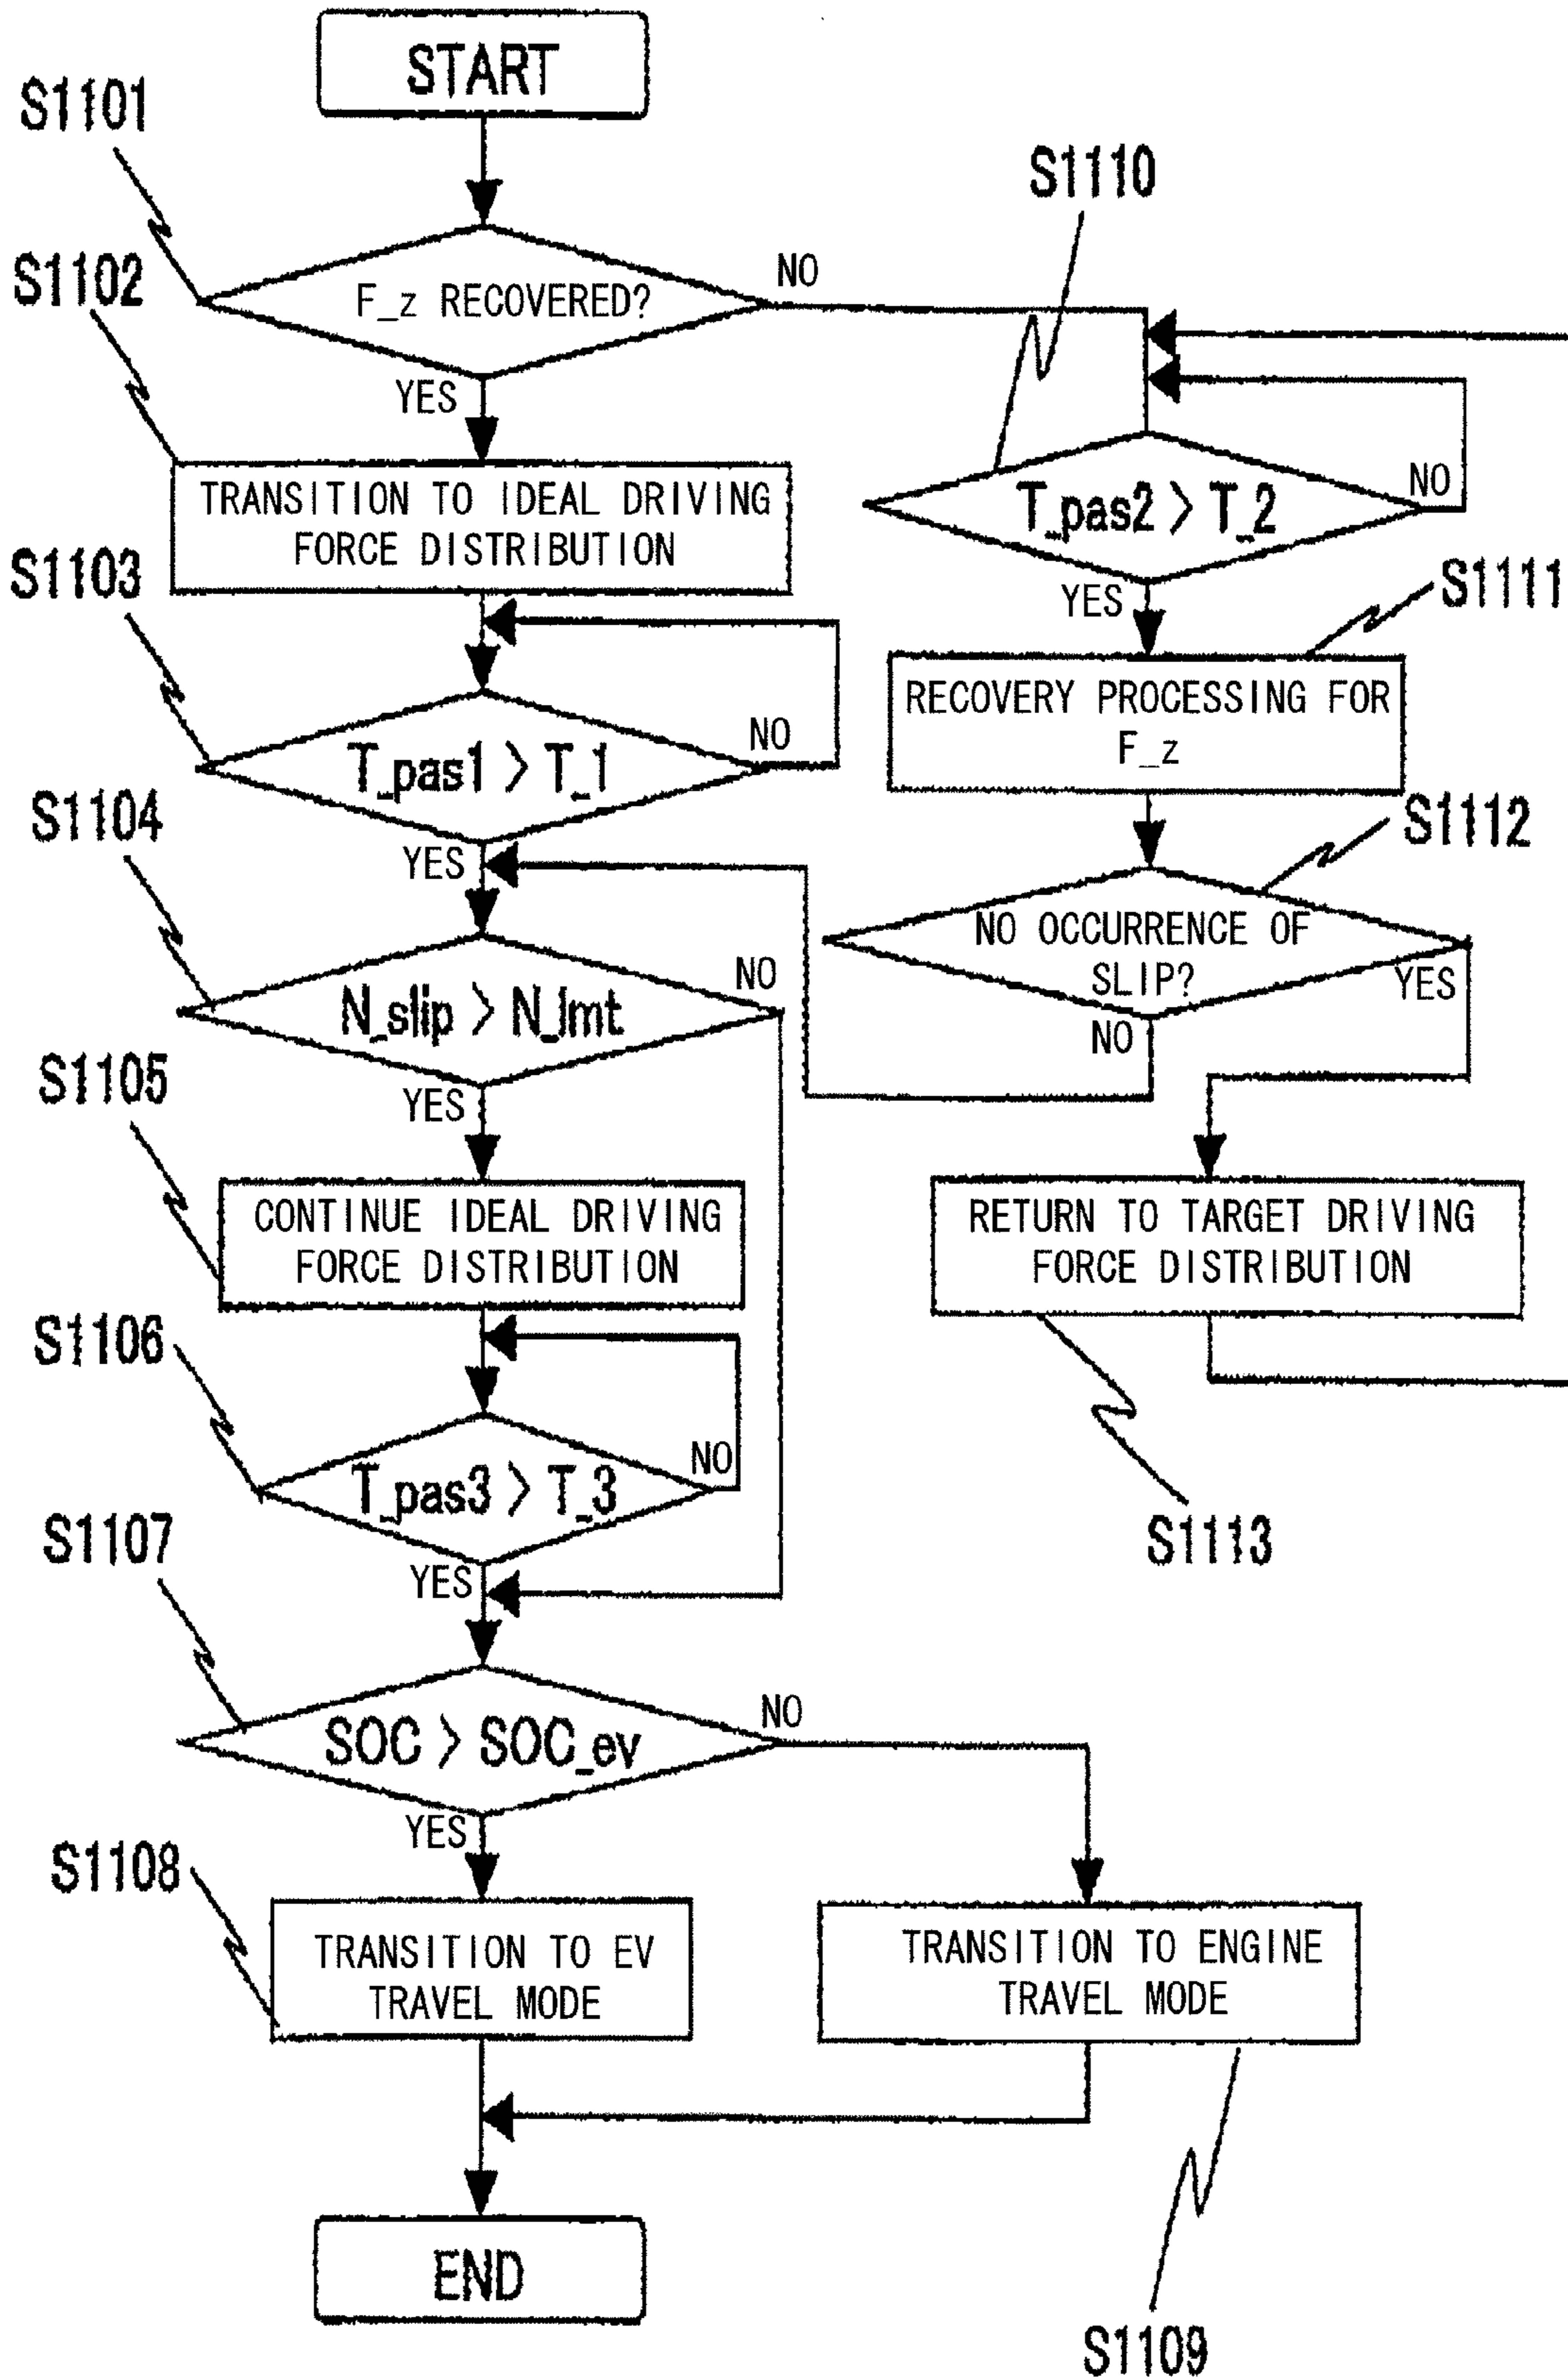 START
S1101
F_z RECOVERED?
NO
YES
S1102
TRANSITION TO IDEAL DRIVING
FORCE DISTRIBUTION
S1103
T_pas1 > T_1
NO
YES
S1104
N_slip > N_lmt
NO
YES
S1105
CONTINUE IDEAL DRIVING
FORCE DISTRIBUTION
S1106
T_pas3 > T_3
NO
YES
S1107
SOC > SOC_ev
NO
YES
S1108
TRANSITION TO EV
TRAVEL MODE
TRANSITION TO ENGINE
TRAVEL MODE
S1109
END
S1110
T_pas2 > T_2
NO
YES
S1111
RECOVERY PROCESSING FOR
F_z
S1112
NO OCCURRENCE OF
SLIP?
YES
NO
RETURN TO TARGET DRIVING
FORCE DISTRIBUTION
S1113